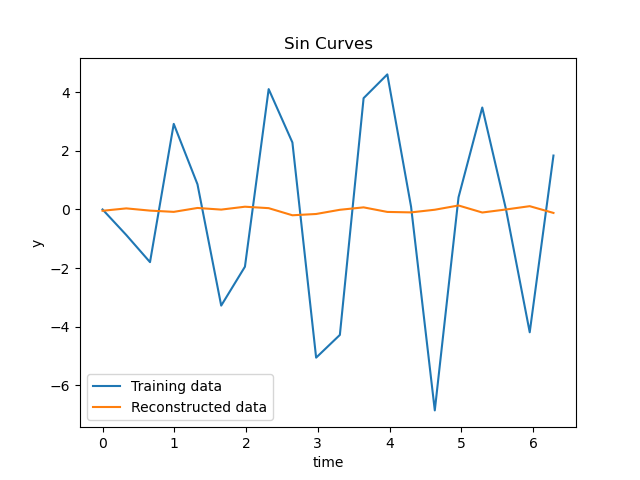 Sin Curves
4
2
0
−2
−4
−6
y
Training data
Reconstructed data
0 1 2 3 4 5 6
time